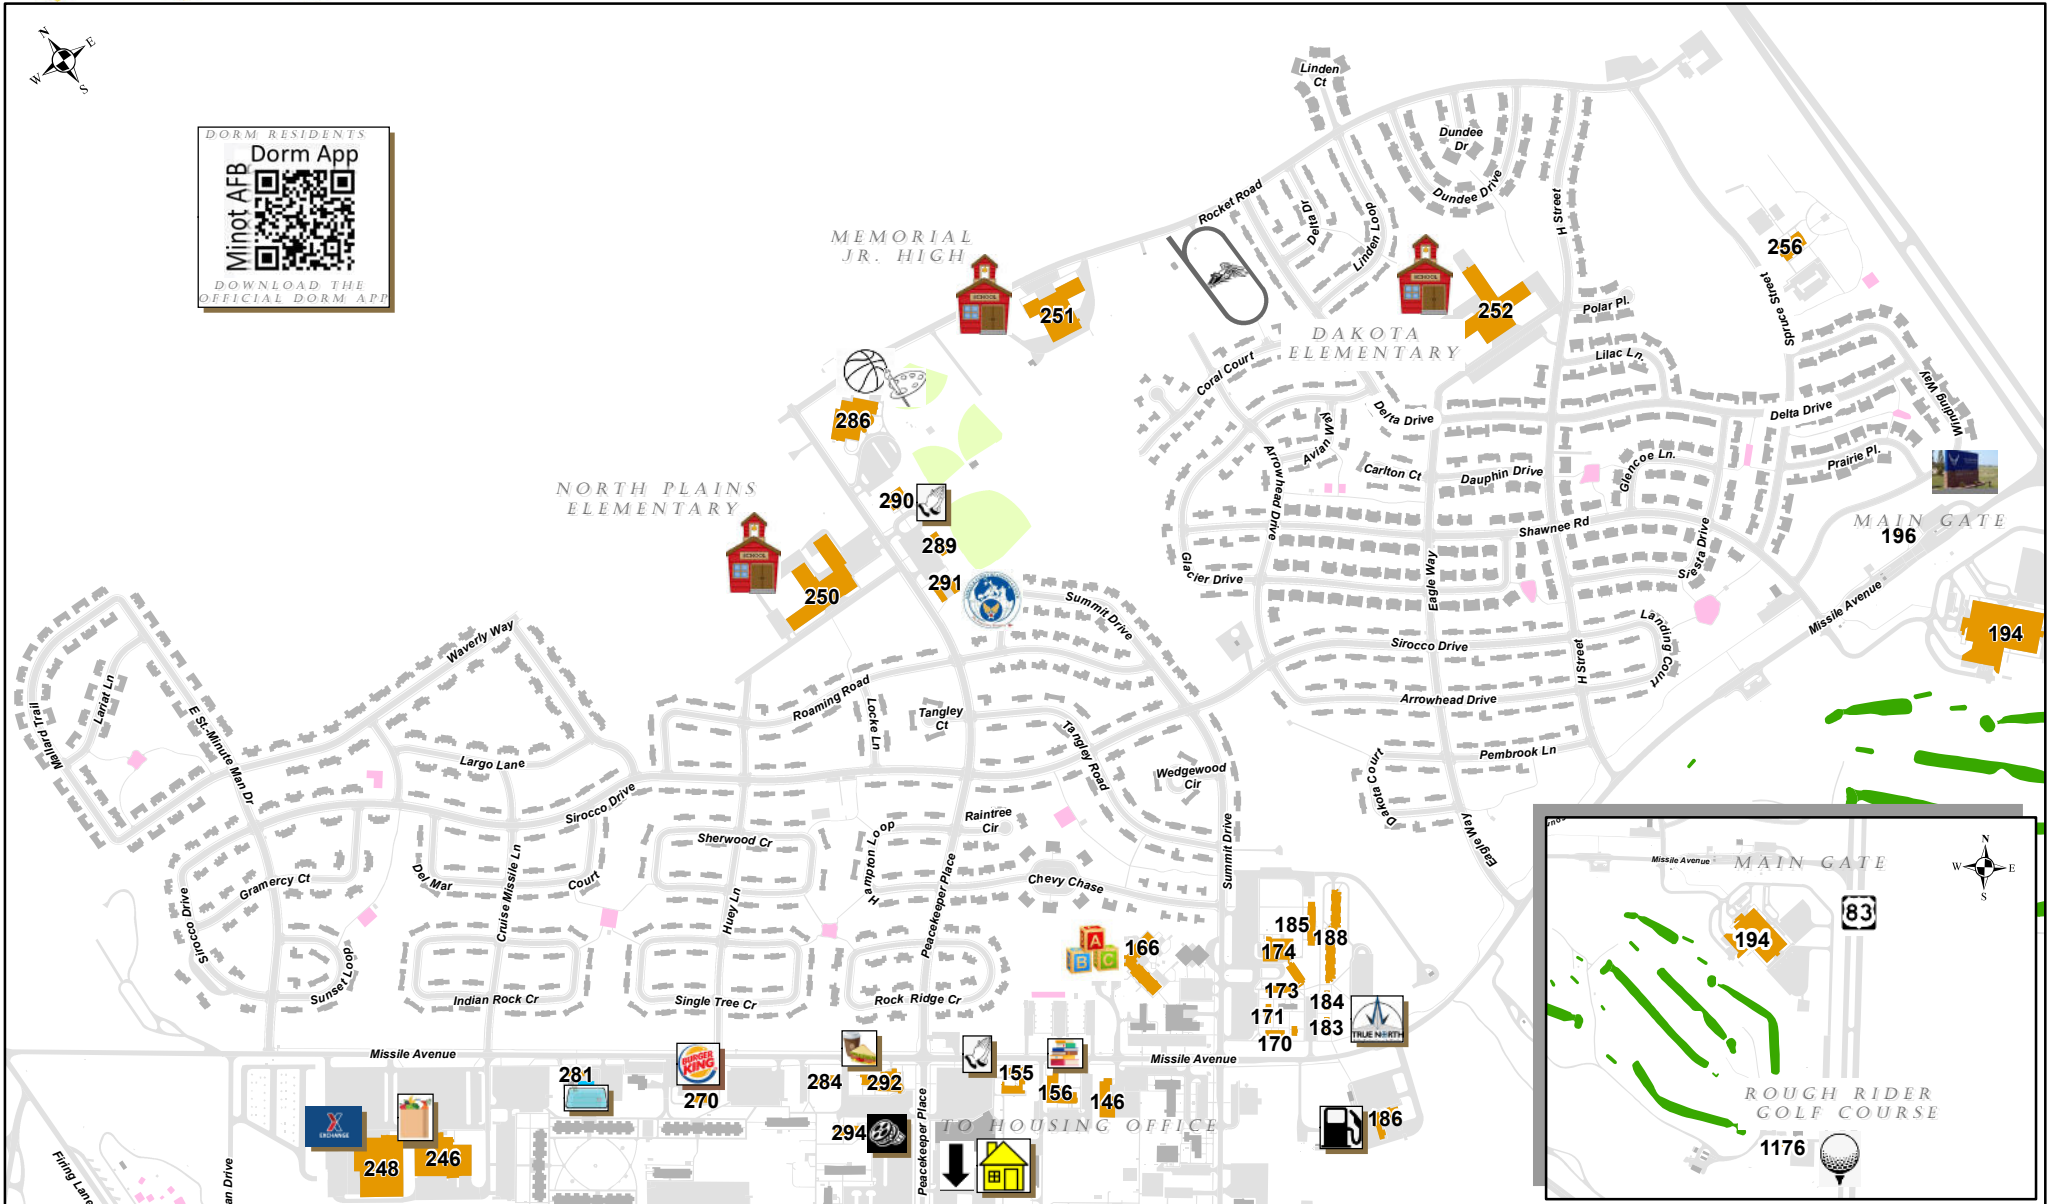 N
E
W
S
DORM RESIDENTS
Dorm App
Minot AFB
DOWNLOAD THE
OFFICIAL DORM APP
Linden
Ct
Dundee
Dr
Dundee Drive
Rocket Road
Delta Dr
Linden Loop
H Street
256
Spruce Street
MEMORIAL
JR. HIGH
SCHOOL
251
SCHOOL
252
Polar Pl.
DAKOTA
ELEMENTARY
Lilac Ln.
Coral Court
Winding Way
286
Delta Drive
Delta Drive
Avian Way
Arrowhead Drive
Carlton Ct
Dauphin Drive
Glencoe Ln.
Prairie Pl.
NORTH PLAINS
ELEMENTARY
SCHOOL
290
289
291
250
Shawnee Rd
MAIN GATE
196
Glacier Drive
Eagle Way
Siesta Drive
Missile Avenue
194
Summit Drive
Landing Court
Sirocco Drive
H Street
Arrowhead Drive
Waverly Way
Lariat Ln
Mallard Trail
E St.-Minute Man Dr
Roaming Road
Locke Ln
Tangley
Ct
Tangley Road
Largo Lane
Wedgewood
Cir
Pembrook Ln
Dakota Court
Sirocco Drive
Raintree
Cir
Sherwood Cr
Hampton Loop
Peacekeeper Place
Summit Drive
Eagle Way
Gramercy Ct
Del Mar
Court
Cruise Missile Ln
Huey Ln
Chevy Chase
Sirocco Drive
Sunset Loop
Indian Rock Cr
Single Tree Cr
Rock Ridge Cr
A
B
C
166
185
188
174
173
184
171
183
170
TRUE NORTH
Missile Avenue
Missile Avenue
281
BURGER
KING
270
284
292
155
156
146
186
X
EXCHANGE
248
246
294
Peacekeeper Place
TO HOUSING OFFICE
Firing Lane
an Drive
Missile Avenue
MAIN GATE
N
W
E
S
83
194
ROUGH RIDER
GOLF COURSE
1176